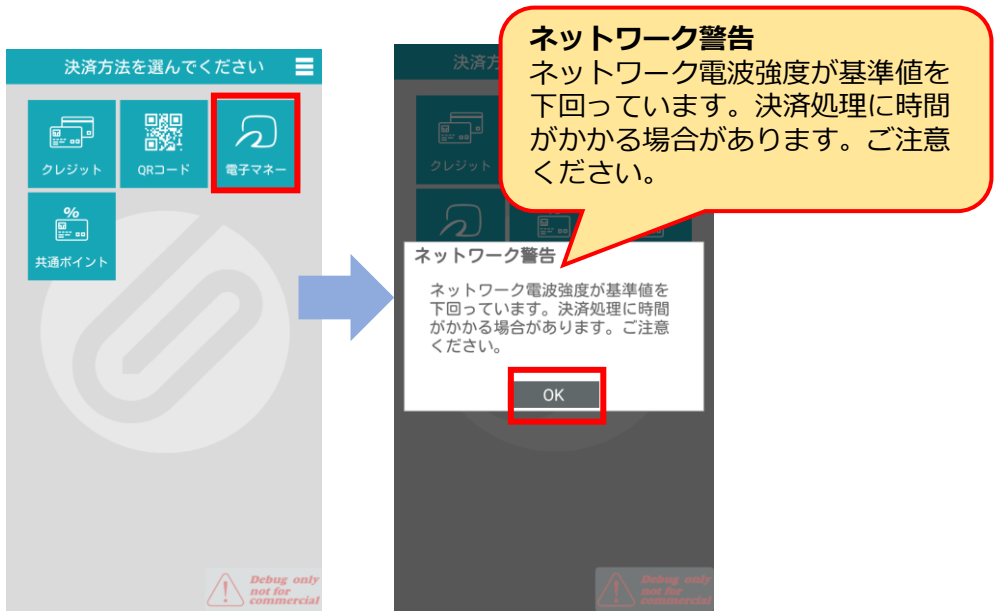 決済方法を選んでください
クレジット
QRコード
電子マネー
共通ポイント
Debug only
not for
commercial
ネットワーク警告
ネットワーク電波強度が基準値を
下回っています。決済処理に時間
がかかる場合があります。ご注意
ください。
決済方
クレジット
ネットワーク警告
ネットワーク電波強度が基準値を
下回っています。決済処理に時間
がかかる場合があります。ご注意
ください。
OK
Debug only
not for
commercial